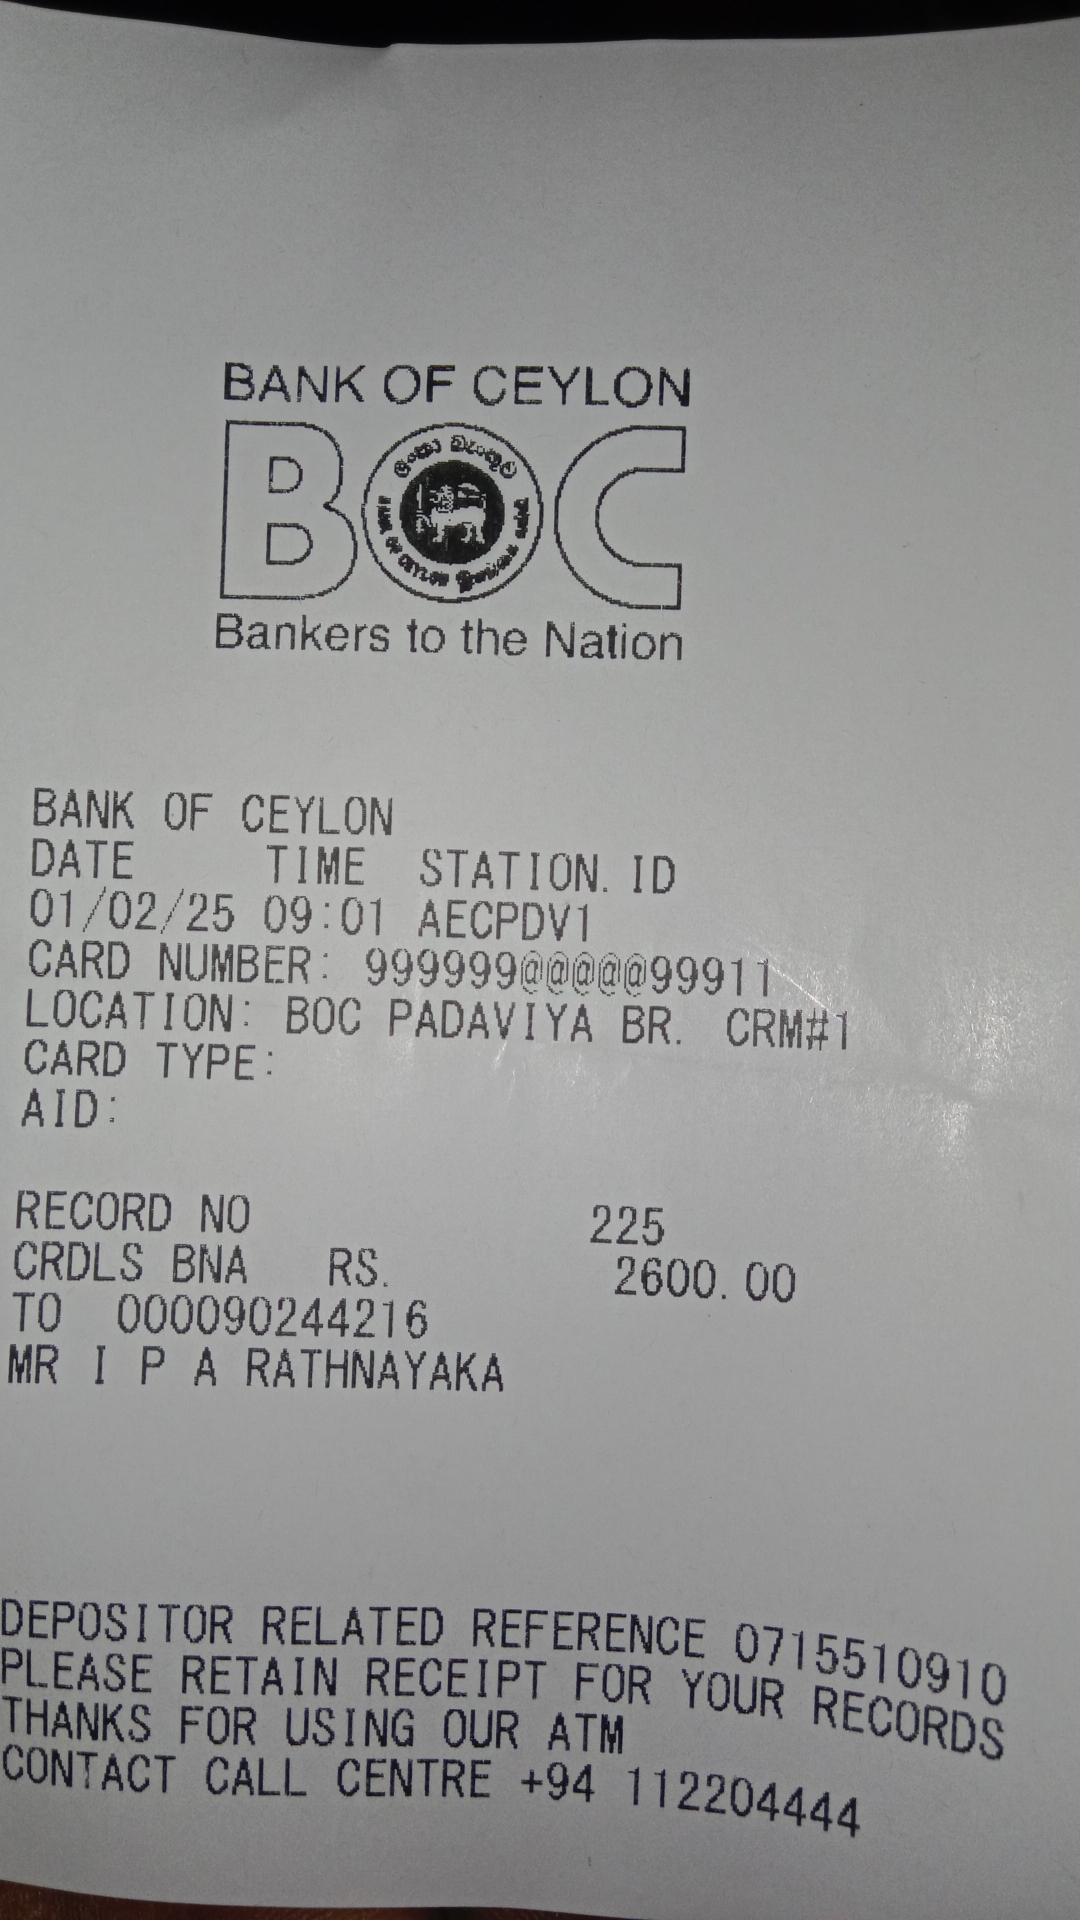 BANK OF CEYLON
BOC
ලංකා බැංකුව
BANK OF CEYLON
Bankers to the Nation
BANK OF CEYLON
DATE TIME STATION. ID
01/02/25 09:01 AECPDV1
CARD NUMBER: 999999@@@@@99911
LOCATION: BOC PADAVIYA BR. CRM#1
CARD TYPE:
AID:
RECORD NO 225
CRDLS BNA RS. 2600.00
TO 000090244216
MR I P A RATHNAYAKA
DEPOSITOR RELATED REFERENCE 0715510910
PLEASE RETAIN RECEIPT FOR YOUR RECORDS
THANKS FOR USING OUR ATM
CONTACT CALL CENTRE +94 112204444